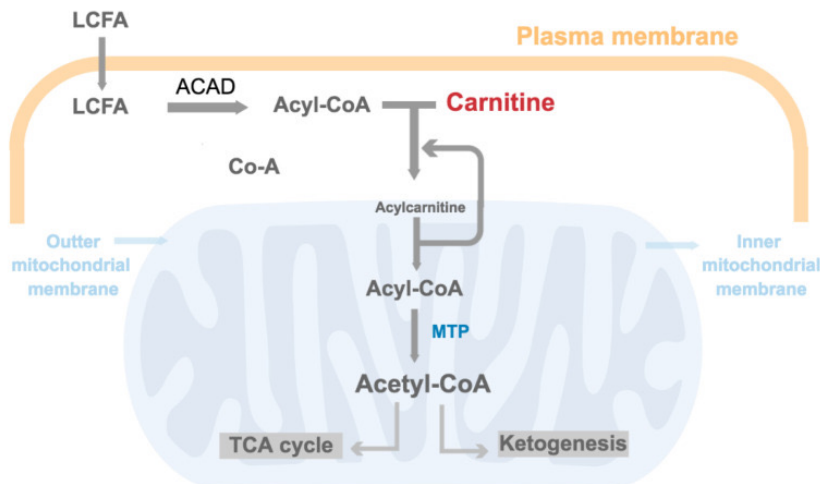 LCFA
Plasma membrane
ACAD
LCFA
Acyl-CoA
Carnitine
Co-A
Acylcarnitine
Outter
mitochondrial
membrane
Inner
mitochondrial
membrane
Acyl-CoA
MTP
Acetyl-CoA
TCA cycle
Ketogenesis